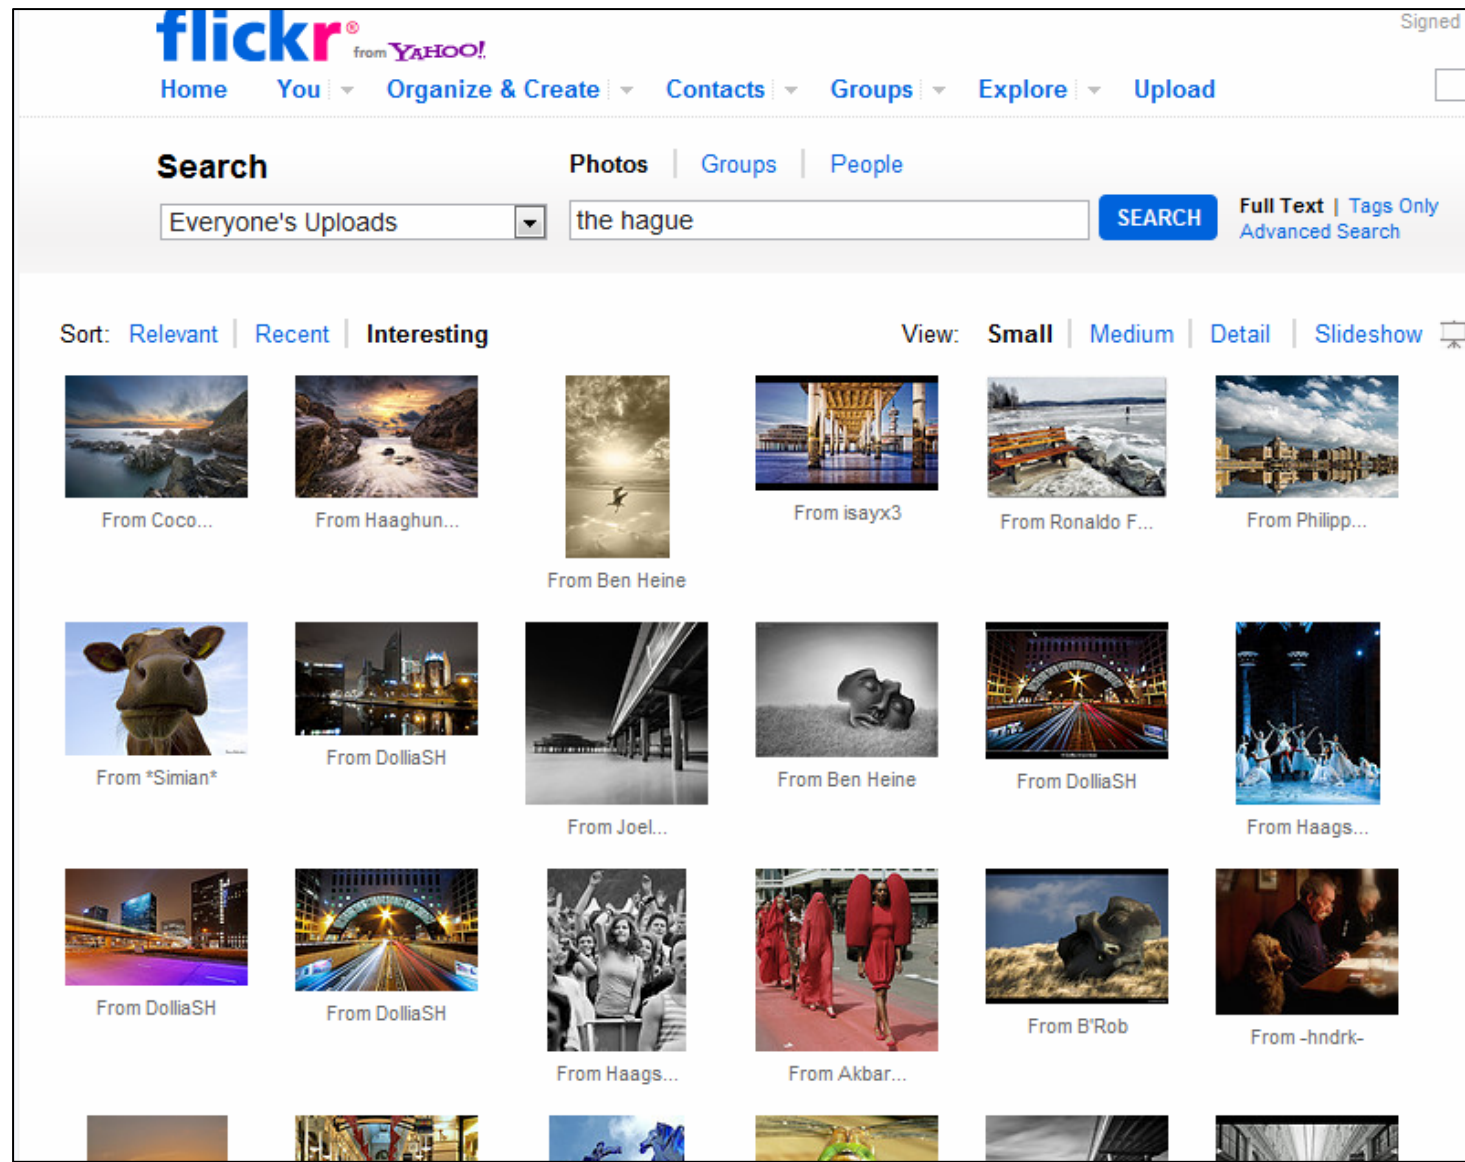 flickr® from YAHOO!
Signed
Home You Organize & Create Contacts Groups Explore Upload
Search
Photos | Groups | People
Everyone's Uploads
the hague
SEARCH
Full Text | Tags Only
Advanced Search
Sort: Relevant | Recent | Interesting
View: Small | Medium | Detail | Slideshow
From Coco...
From Haaghun...
From Ben Heine
From isayx3
From Ronaldo F...
From Philipp...
From *Simian*
From DolliaSH
From Joel...
From Ben Heine
From DolliaSH
From Haags...
From DolliaSH
From DolliaSH
From Haags...
From Akbar...
From B'Rob
From -hndrk-